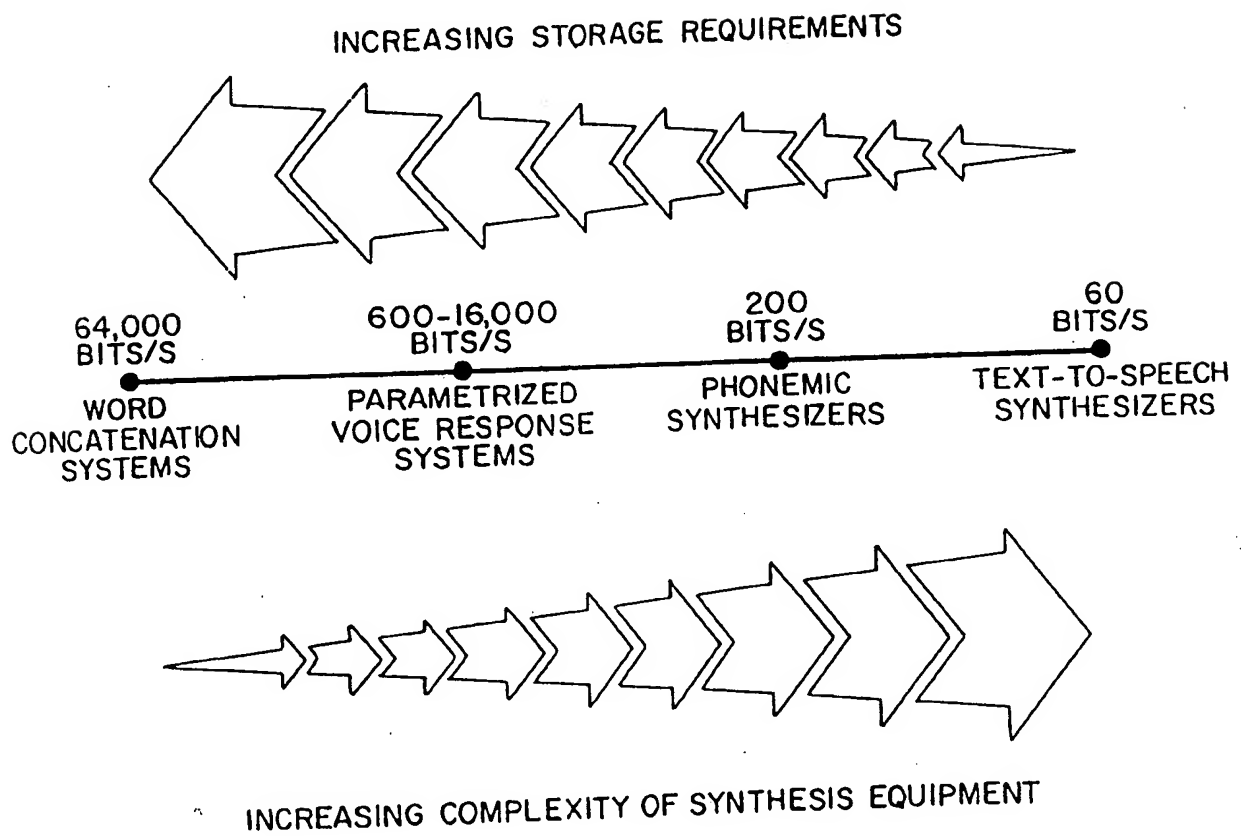 INCREASING STORAGE REQUIREMENTS
64,000
BITS/S
600-16,000
BITS/S
200
BITS/S
60
BITS/S
WORD
CONCATENATION
SYSTEMS
PARAMETRIZED
VOICE RESPONSE
SYSTEMS
PHONEMIC
SYNTHESIZERS
TEXT-TO-SPEECH
SYNTHESIZERS
INCREASING COMPLEXITY OF SYNTHESIS EQUIPMENT